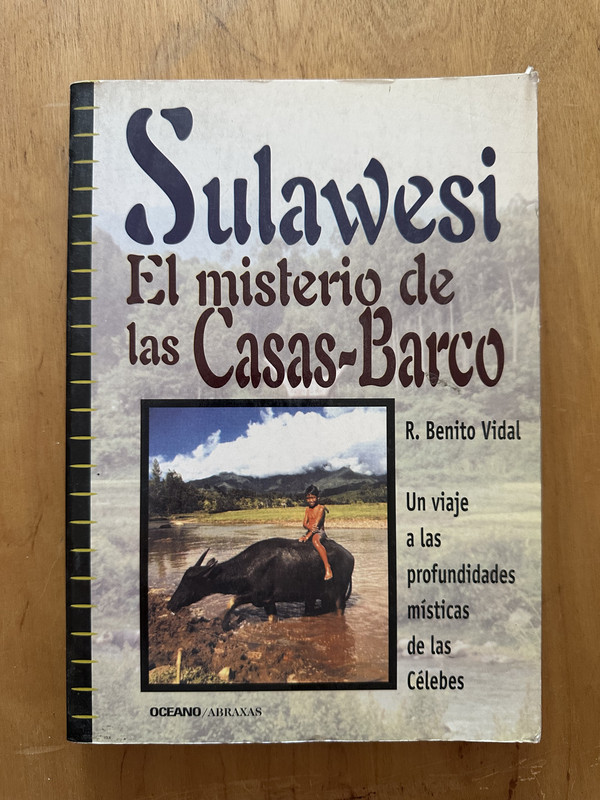 Sulawesi
El misterio de
las Casas-Barco
R. Benito Vidal
Un viaje
a las
profundidades
místicas
de las
Célebes
OCEANO/ABRAXAS